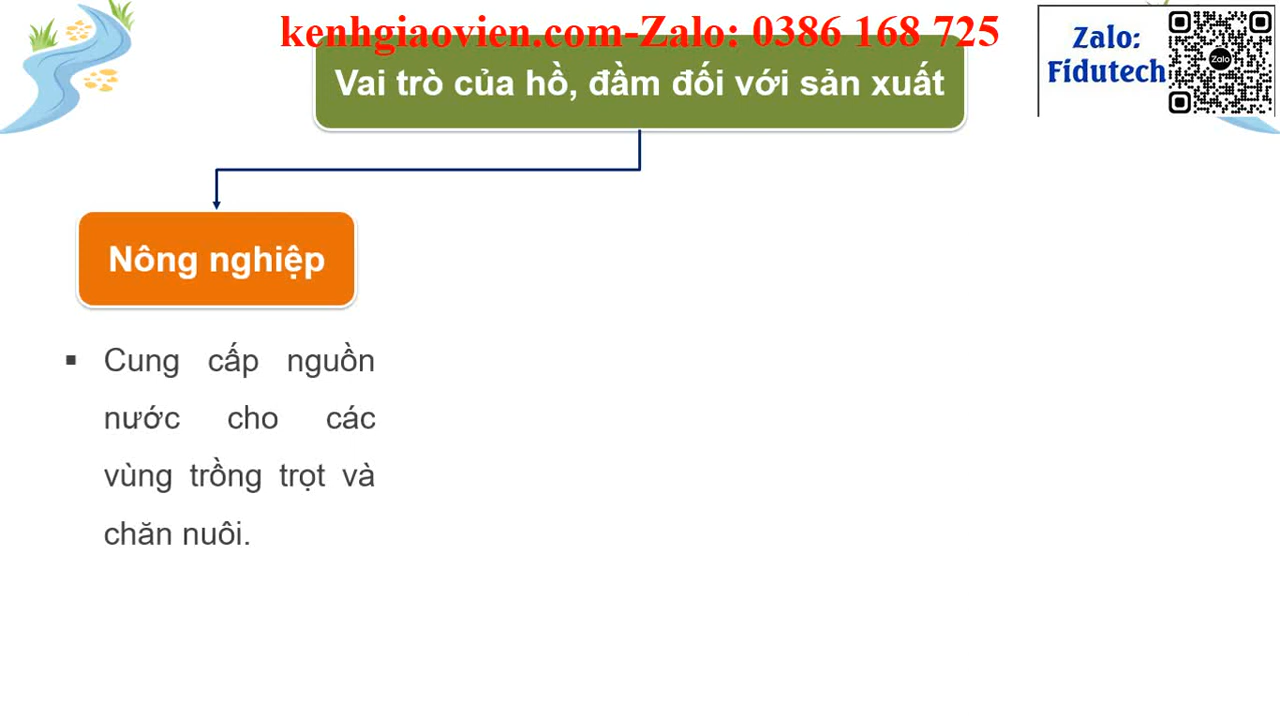 kenhgiaovien.com-Zalo: 0386 168 725
Zalo:
Fidutech
Zalo
Vai trò của hồ, đầm đối với sản xuất
Nông nghiệp
▪ Cung cấp nguồn
nước cho các
vùng trồng trọt và
chăn nuôi.